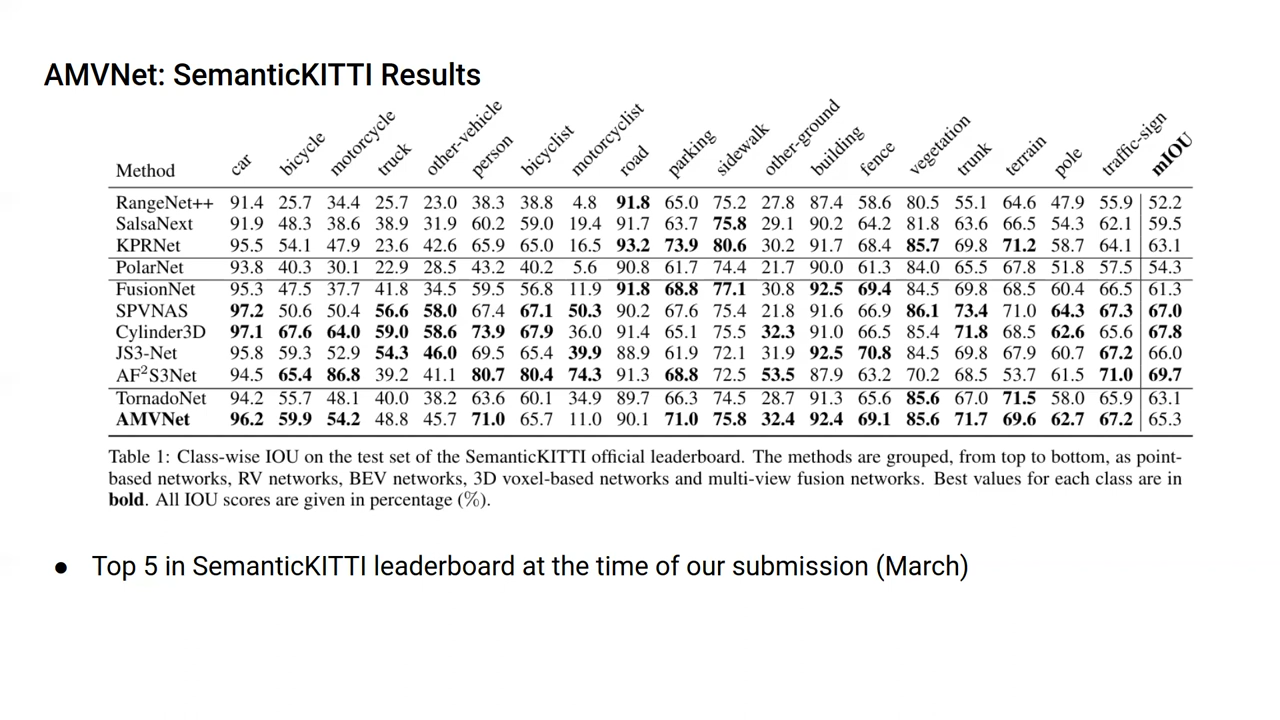 AMVNet: SemanticKITTI Results
Method car bicycle motorcycle truck other-vehicle person bicyclist motorcyclist road parking sidewalk other-ground building fence vegetation trunk terrain pole traffic-sign mIOU
RangeNet++ 91.4 25.7 34.4 25.7 23.0 38.3 38.8 4.8 91.8 65.0 75.2 27.8 87.4 58.6 80.5 55.1 64.6 47.9 55.9 52.2
SalsaNext 91.9 48.3 38.6 38.9 31.9 60.2 59.0 19.4 91.7 63.7 75.8 29.1 90.2 64.2 81.8 63.6 66.5 54.3 62.1 59.5
KPRNet 95.5 54.1 47.9 23.6 42.6 65.9 65.0 16.5 93.2 73.9 80.6 30.2 91.7 68.4 85.7 69.8 71.2 58.7 64.1 63.1
PolarNet 93.8 40.3 30.1 22.9 28.5 43.2 40.2 5.6 90.8 61.7 74.4 21.7 90.0 61.3 84.0 65.5 67.8 51.8 57.5 54.3
FusionNet 95.3 47.5 37.7 41.8 34.5 59.5 56.8 11.9 91.8 68.8 77.1 30.8 92.5 69.4 84.5 69.8 68.5 60.4 66.5 61.3
SPVNAS 97.2 50.6 50.4 56.6 58.0 67.4 67.1 50.3 90.2 67.6 75.4 21.8 91.6 66.9 86.1 73.4 71.0 64.3 67.3 67.0
Cylinder3D 97.1 67.6 64.0 59.0 58.6 73.9 67.9 36.0 91.4 65.1 75.5 32.3 91.0 66.5 85.4 71.8 68.5 62.6 65.6 67.8
JS3-Net 95.8 59.3 52.9 54.3 46.0 69.5 65.4 39.9 88.9 61.9 72.1 31.9 92.5 70.8 84.5 69.8 67.9 60.7 67.2 66.0
AF²S3Net 94.5 65.4 86.8 39.2 41.1 80.7 80.4 74.3 91.3 68.8 72.5 53.5 87.9 63.2 70.2 68.5 53.7 61.5 71.0 69.7
TornadoNet 94.2 55.7 48.1 40.0 38.2 63.6 60.1 34.9 89.7 66.3 74.5 28.7 91.3 65.6 85.6 67.0 71.5 58.0 65.9 63.1
AMVNet 96.2 59.9 54.2 48.8 45.7 71.0 65.7 11.0 90.1 71.0 75.8 32.4 92.4 69.1 85.6 71.7 69.6 62.7 67.2 65.3
Table 1: Class-wise IOU on the test set of the SemanticKITTI official leaderboard. The methods are grouped, from top to bottom, as point-
based networks, RV networks, BEV networks, 3D voxel-based networks and multi-view fusion networks. Best values for each class are in
bold. All IOU scores are given in percentage (%).
● Top 5 in SemanticKITTI leaderboard at the time of our submission (March)